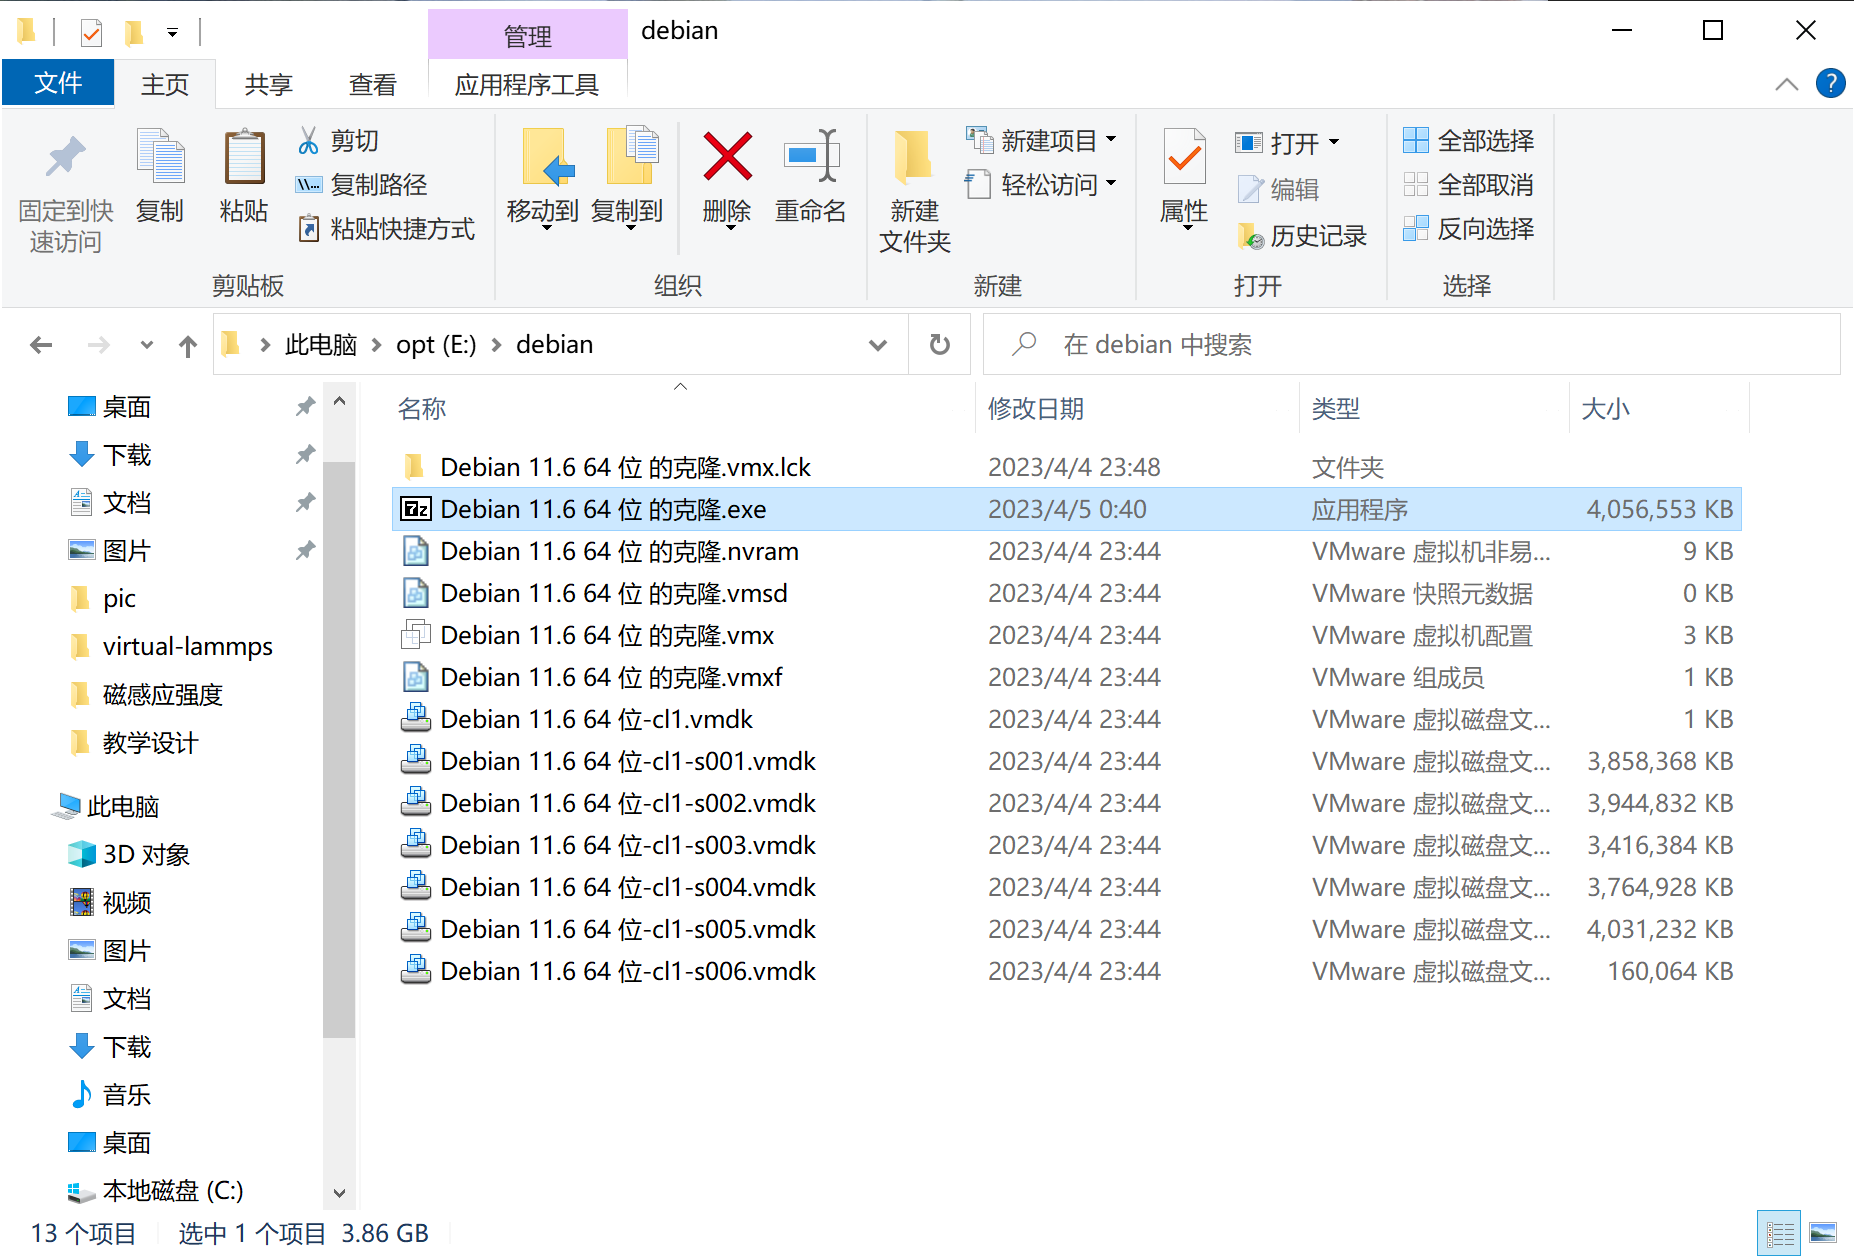 管理
debian
文件
主页
共享
查看
应用程序工具
固定到快
速访问
复制
粘贴
剪切
复制路径
粘贴快捷方式
剪贴板
移动到
复制到
删除
重命名
组织
新建
文件夹
新建项目
轻松访问
新建
属性
打开
编辑
历史记录
打开
全部选择
全部取消
反向选择
选择
此电脑
opt (E:)
debian
在 debian 中搜索
桌面
下载
文档
图片
pic
virtual-lammps
磁感应强度
教学设计
此电脑
3D 对象
视频
图片
文档
下载
音乐
桌面
本地磁盘 (C:)
名称 修改日期 类型 大小
Debian 11.6 64 位 的克隆.vmx.lck 2023/4/4 23:48 文件夹
7z Debian 11.6 64 位 的克隆.exe 2023/4/5 0:40 应用程序 4,056,553 KB
Debian 11.6 64 位 的克隆.nvram 2023/4/4 23:44 VMware 虚拟机非易... 9 KB
Debian 11.6 64 位 的克隆.vmsd 2023/4/4 23:44 VMware 快照元数据 0 KB
Debian 11.6 64 位 的克隆.vmx 2023/4/4 23:44 VMware 虚拟机配置 3 KB
Debian 11.6 64 位 的克隆.vmxf 2023/4/4 23:44 VMware 组成员 1 KB
Debian 11.6 64 位-cl1.vmdk 2023/4/4 23:44 VMware 虚拟磁盘文... 1 KB
Debian 11.6 64 位-cl1-s001.vmdk 2023/4/4 23:44 VMware 虚拟磁盘文... 3,858,368 KB
Debian 11.6 64 位-cl1-s002.vmdk 2023/4/4 23:44 VMware 虚拟磁盘文... 3,944,832 KB
Debian 11.6 64 位-cl1-s003.vmdk 2023/4/4 23:44 VMware 虚拟磁盘文... 3,416,384 KB
Debian 11.6 64 位-cl1-s004.vmdk 2023/4/4 23:44 VMware 虚拟磁盘文... 3,764,928 KB
Debian 11.6 64 位-cl1-s005.vmdk 2023/4/4 23:44 VMware 虚拟磁盘文... 4,031,232 KB
Debian 11.6 64 位-cl1-s006.vmdk 2023/4/4 23:44 VMware 虚拟磁盘文... 160,064 KB
13 个项目 选中 1 个项目 3.86 GB